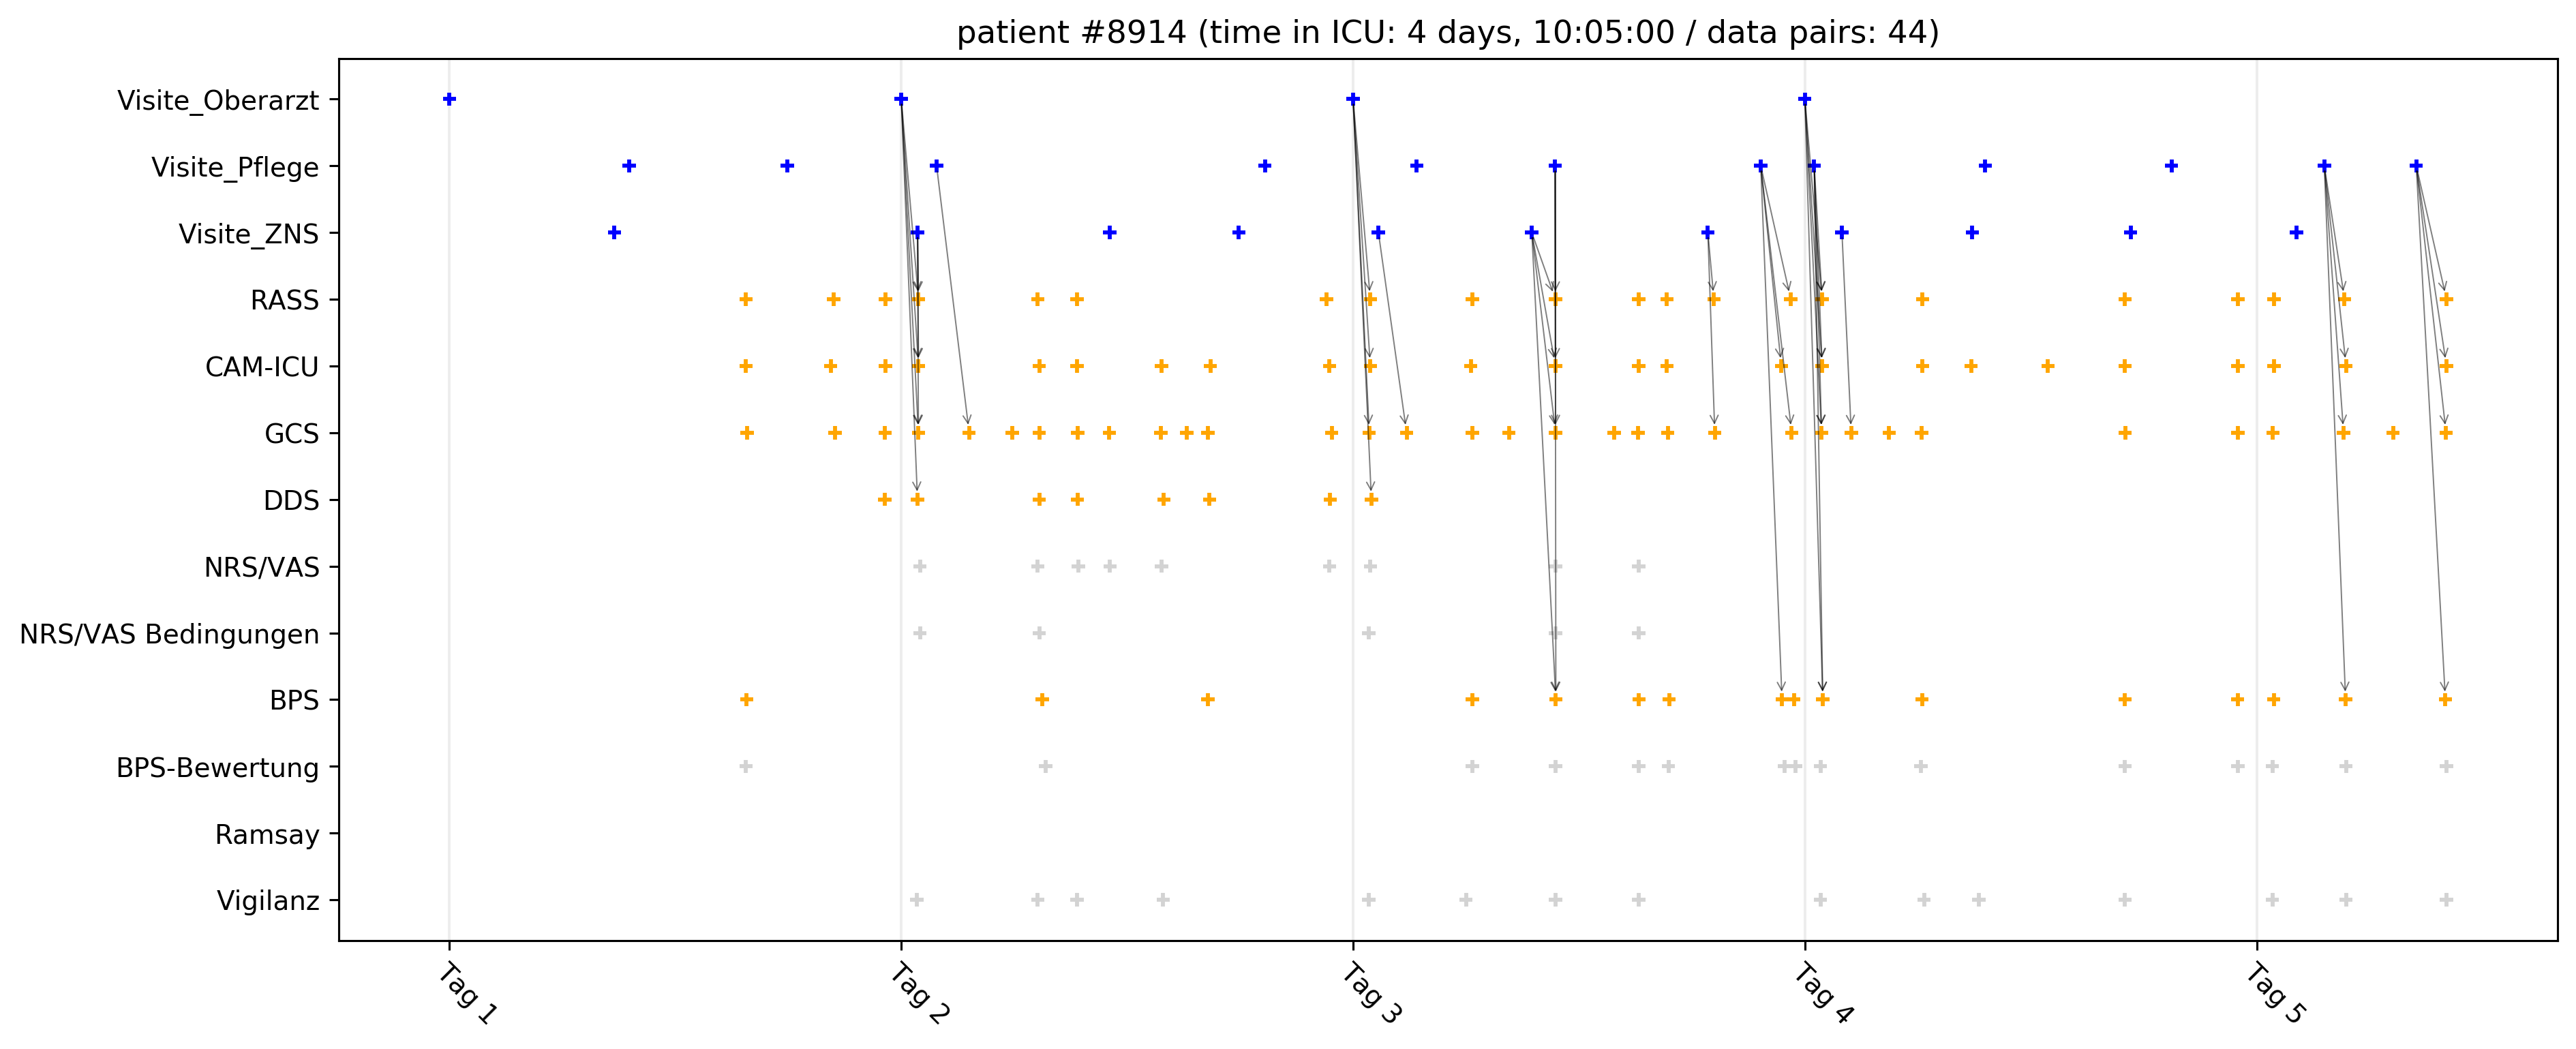 patient #8914 (time in ICU: 4 days, 10:05:00 / data pairs: 44)
Visite_Oberarzt
Visite_Pflege
Visite_ZNS
RASS
CAM-ICU
GCS
DDS
NRS/VAS
NRS/VAS Bedingungen
BPS
BPS-Bewertung
Ramsay
Vigilanz
Tag 1
Tag 2
Tag 3
Tag 4
Tag 5